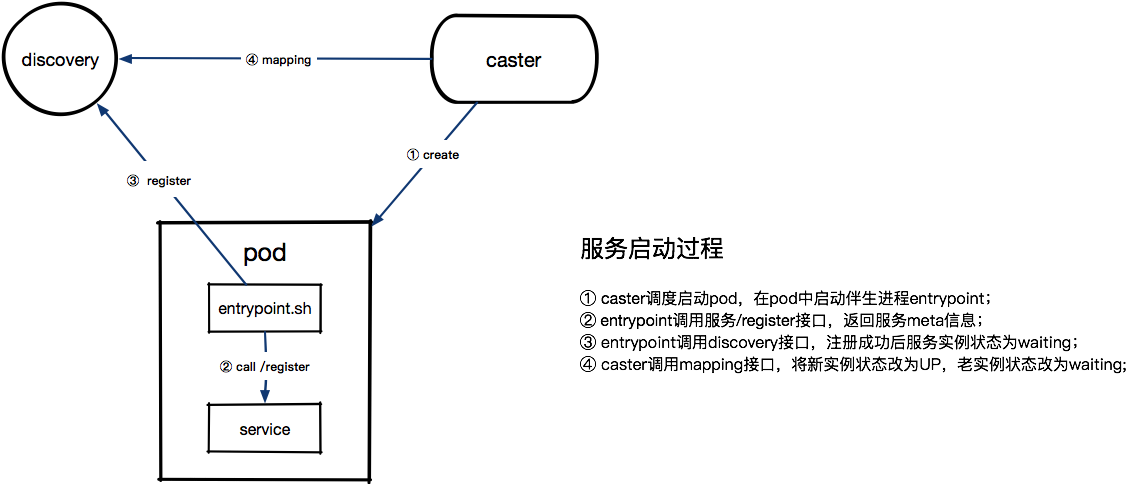 discovery
④ mapping
caster
① create
③ register
pod
entrypoint.sh
② call /register
service
服务启动过程
① caster调度启动pod，在pod中启动伴生进程entrypoint；
② entrypoint调用服务/register接口，返回服务meta信息；
③ entrypoint调用discovery接口，注册成功后服务实例状态为waiting；
④ caster调用mapping接口，将新实例状态改为UP，老实例状态改为waiting;